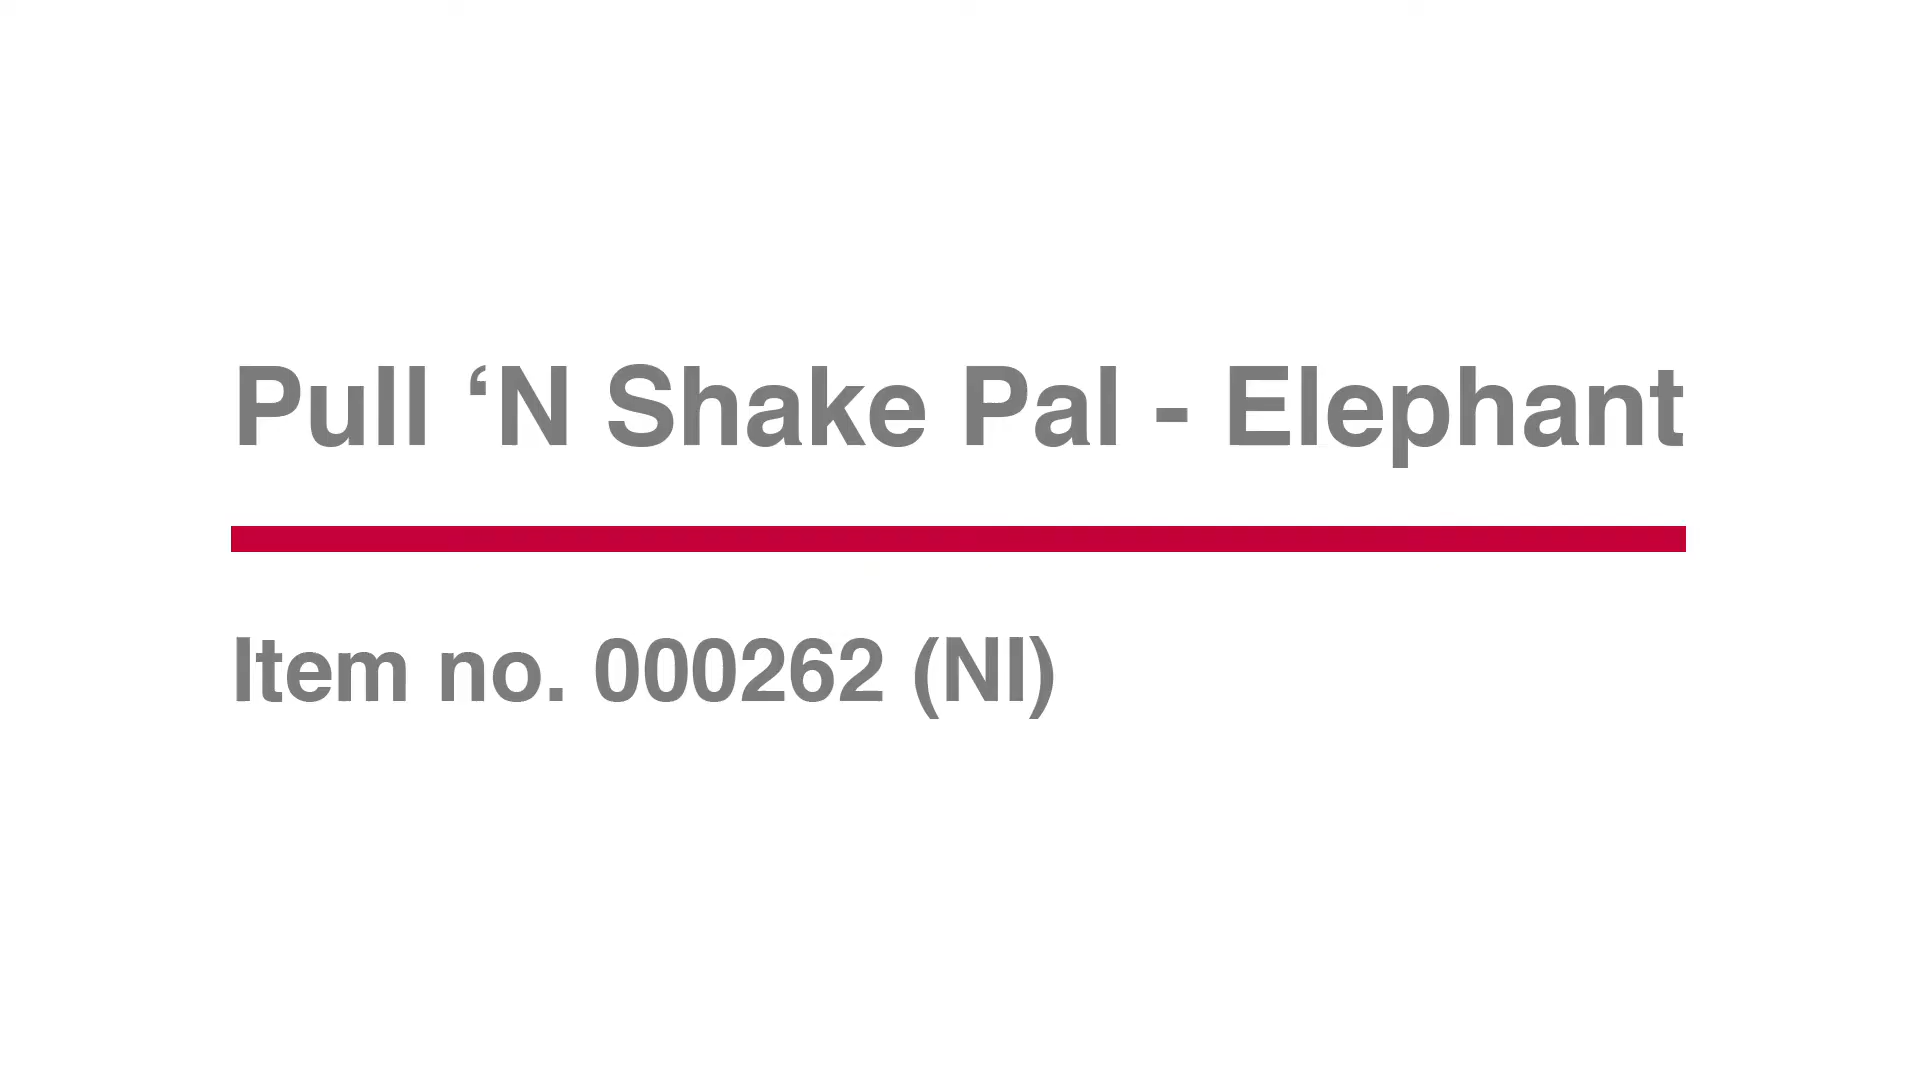 Pull ‘N Shake Pal - Elephant
Item no. 000262 (NI)